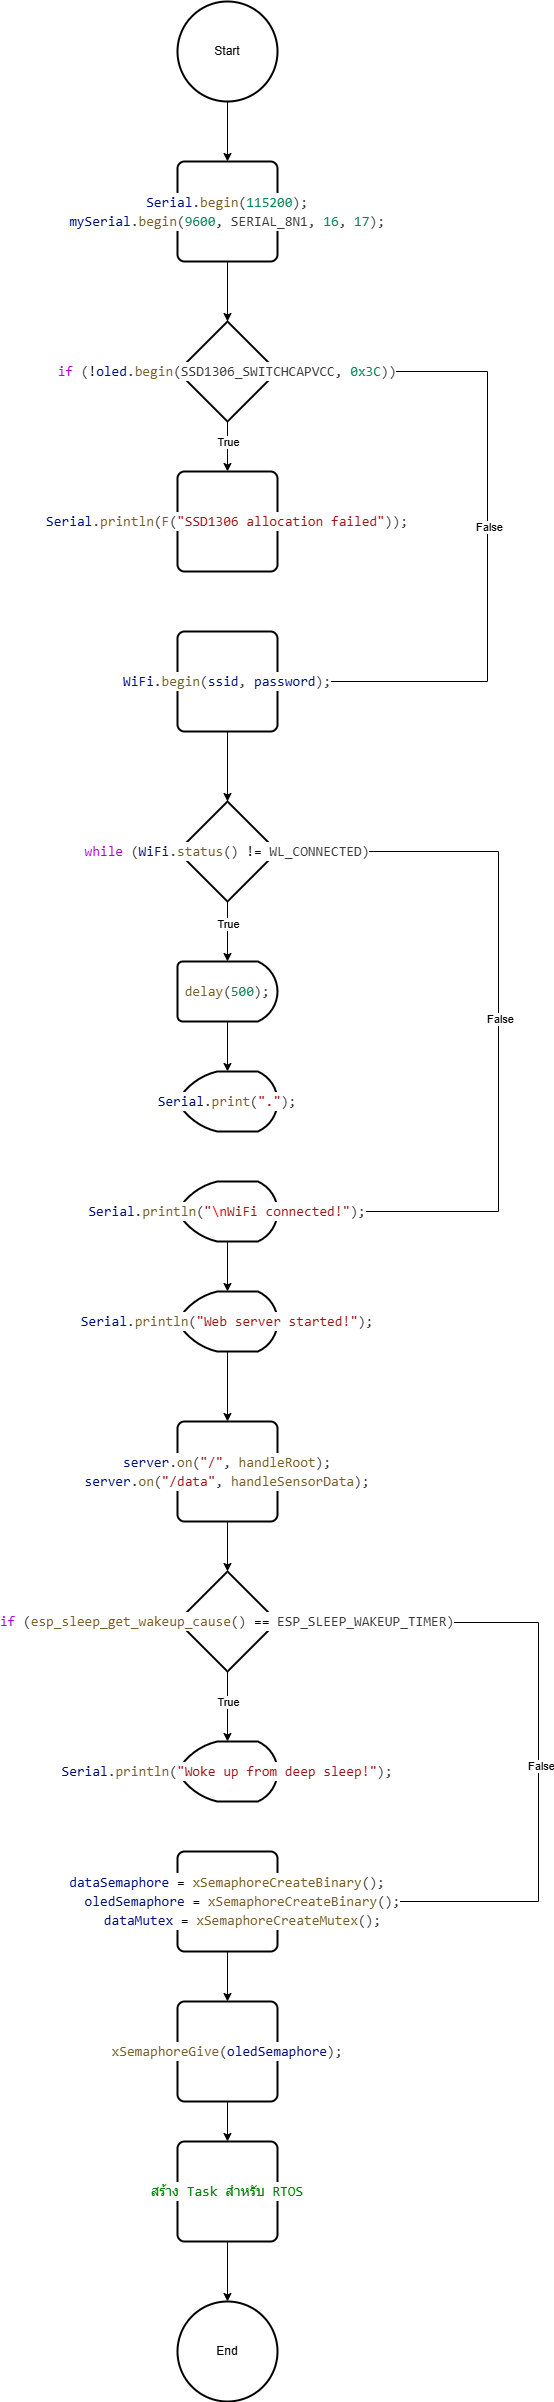 Start
Serial.begin(115200);
mySerial.begin(9600, SERIAL_8N1, 16, 17);
if (!oled.begin(SSD1306_SWITCHCAPVCC, 0x3C))
True
Serial.println(F("SSD1306 allocation failed"));
False
WiFi.begin(ssid, password);
while (WiFi.status() != WL_CONNECTED)
True
delay(500);
False
Serial.print(".");
Serial.println("\nWiFi connected!");
Serial.println("Web server started!");
server.on("/", handleRoot);
server.on("/data", handleSensorData);
if (esp_sleep_get_wakeup_cause() == ESP_SLEEP_WAKEUP_TIMER)
True
False
Serial.println("Woke up from deep sleep!");
dataSemaphore = xSemaphoreCreateBinary();
oledSemaphore = xSemaphoreCreateBinary();
dataMutex = xSemaphoreCreateMutex();
xSemaphoreGive(oledSemaphore);
สร้าง Task สำหรับ RTOS
End